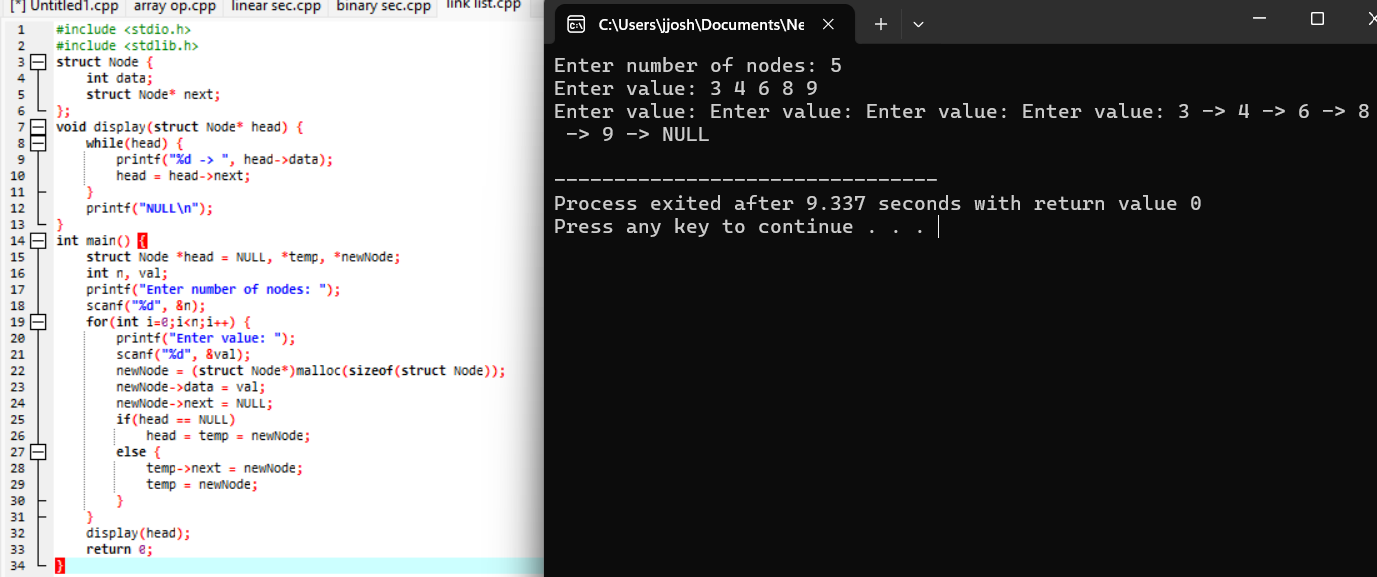 [*] Untitled1.cpp array op.cpp linear sec.cpp binary sec.cpp link list.cpp
1 #include <stdio.h>
2 #include <stdlib.h>
3 struct Node {
4 int data;
5 struct Node* next;
6 };
7 void display(struct Node* head) {
8 while(head) {
9 printf("%d -> ", head->data);
10 head = head->next;
11 }
12 printf("NULL\n");
13 }
14 int main() {
15 struct Node *head = NULL, *temp, *newNode;
16 int n, val;
17 printf("Enter number of nodes: ");
18 scanf("%d", &n);
19 for(int i=0;i<n;i++) {
20 printf("Enter value: ");
21 scanf("%d", &val);
22 newNode = (struct Node*)malloc(sizeof(struct Node));
23 newNode->data = val;
24 newNode->next = NULL;
25 if(head == NULL)
26 head = temp = newNode;
27 else {
28 temp->next = newNode;
29 temp = newNode;
30 }
31 }
32 display(head);
33 return 0;
34 }
C:\Users\jjosh\Documents\Ne
Enter number of nodes: 5
Enter value: 3 4 6 8 9
Enter value: Enter value: Enter value: Enter value: 3 -> 4 -> 6 -> 8
-> 9 -> NULL
--------------------------------
Process exited after 9.337 seconds with return value 0
Press any key to continue . . .